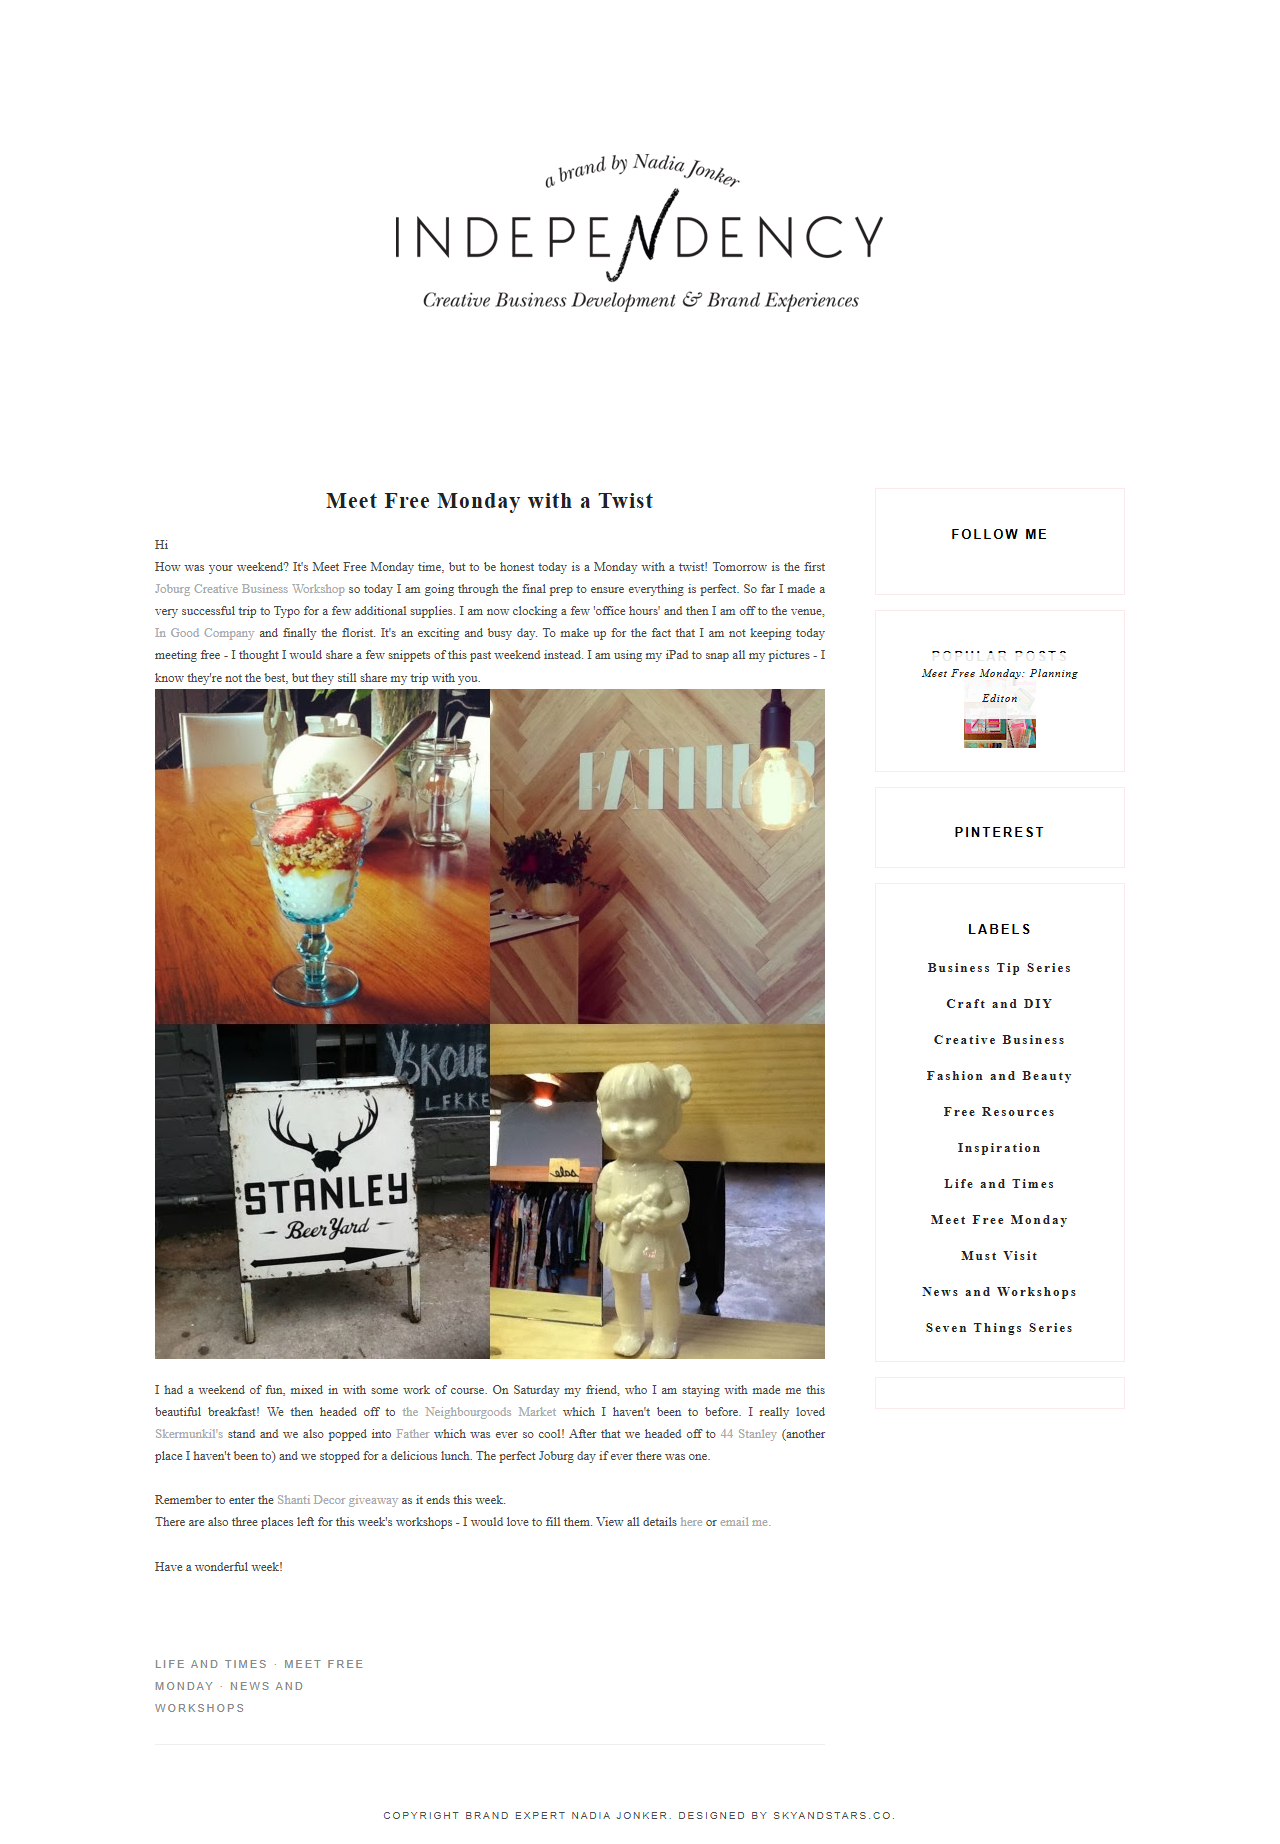 a brand by Nadia Jonker
INDEPENDENCY
Creative Business Development & Brand Experiences
Meet Free Monday with a Twist
Hi
How was your weekend? It's Meet Free Monday time, but to be honest today is a Monday with a twist! Tomorrow is the first
Joburg Creative Business Workshop so today I am going through the final prep to ensure everything is perfect. So far I made a
very successful trip to Typo for a few additional supplies. I am now clocking a few 'office hours' and then I am off to the venue,
In Good Company and finally the florist. It's an exciting and busy day. To make up for the fact that I am not keeping today
meeting free - I thought I would share a few snippets of this past weekend instead. I am using my iPad to snap all my pictures - I
know they're not the best, but they still share my trip with you.
FATHER
YSKOUE
LEKKE
STANLEY
Beer Yard
sale
I had a weekend of fun, mixed in with some work of course. On Saturday my friend, who I am staying with made me this
beautiful breakfast! We then headed off to the Neighbourgoods Market which I haven't been to before. I really loved
Skermunkil's stand and we also popped into Father which was ever so cool! After that we headed off to 44 Stanley (another
place I haven't been to) and we stopped for a delicious lunch. The perfect Joburg day if ever there was one.
Remember to enter the Shanti Decor giveaway as it ends this week.
There are also three places left for this week's workshops - I would love to fill them. View all details here or email me.
Have a wonderful week!
LIFE AND TIMES · MEET FREE
MONDAY · NEWS AND
WORKSHOPS
FOLLOW ME
POPULAR POSTS
Meet Free Monday: Planning
Editon
PINTEREST
LABELS
Business Tip Series
Craft and DIY
Creative Business
Fashion and Beauty
Free Resources
Inspiration
Life and Times
Meet Free Monday
Must Visit
News and Workshops
Seven Things Series
COPYRIGHT BRAND EXPERT NADIA JONKER. DESIGNED BY SKYANDSTARS.CO.